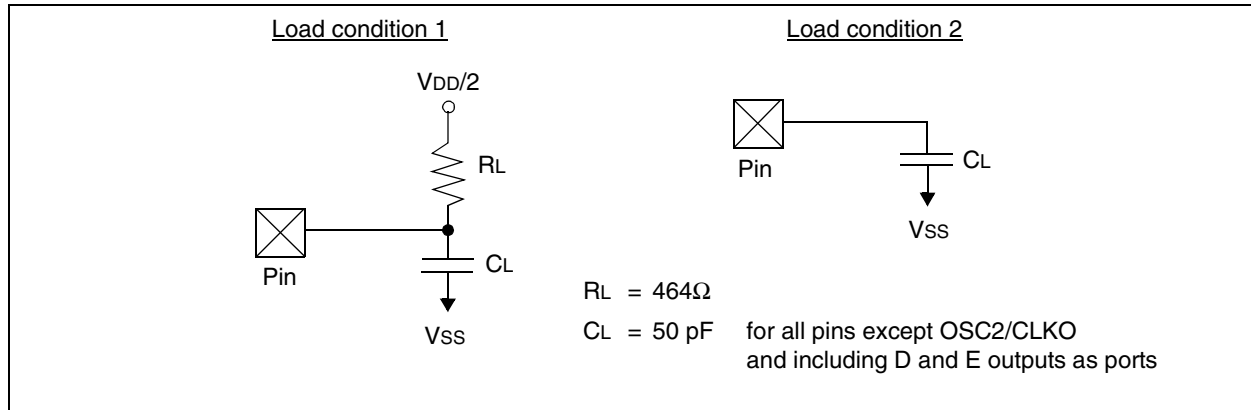 Load condition 1
VDD/2
RL
Pin
CL
VSS
Load condition 2
Pin
CL
VSS
RL = 464Ω
CL = 50 pF for all pins except OSC2/CLKO
and including D and E outputs as ports